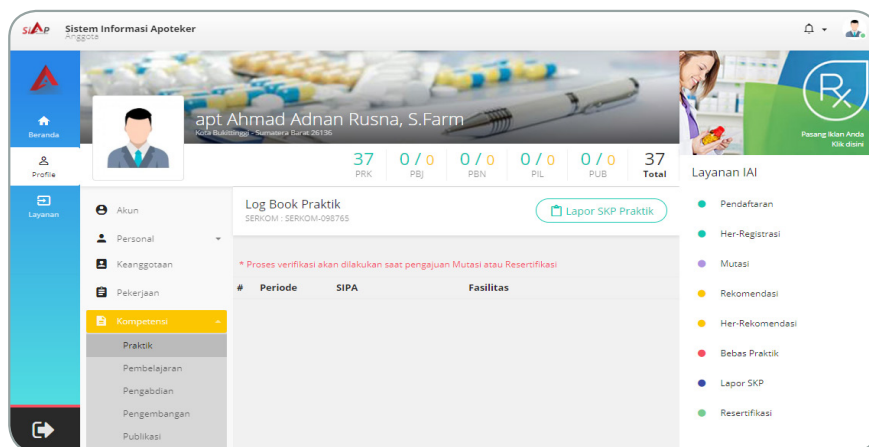 SIAP
Sistem Informasi Apoteker
Anggota
Beranda
Profile
Layanan
apt Ahmad Adnan Rusna, S.Farm
Kota Bukittinggi - Sumatera Barat 26136
37
PRK
0 / 0
PBJ
0 / 0
PBN
0 / 0
PIL
0 / 0
PUB
37
Total
Akun
Personal
Keanggotaan
Pekerjaan
Kompetensi
Praktik
Pembelajaran
Pengabdian
Pengembangan
Publikasi
Log Book Praktik
SERKOM : SERKOM-098765
Lapor SKP Praktik
* Proses verifikasi akan dilakukan saat pengajuan Mutasi atau Resertifikasi
# Periode SIPA Fasilitas
Rx
Pasang Iklan Anda
Klik disini
Layanan IAI
Pendaftaran
Her-Registrasi
Mutasi
Rekomendasi
Her-Rekomendasi
Bebas Praktik
Lapor SKP
Resertifikasi